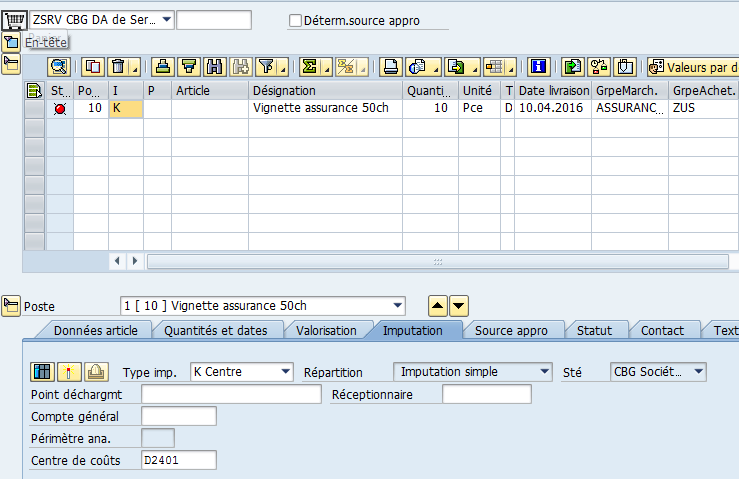 ZSRV CBG DA de Ser... Déterm.source appro
En-tête
Valeurs par d
St... Po... I P Article Désignation Quanti... Unité T Date livraison GrpeMarch. GrpeAchet.
10 K Vignette assurance 50ch 10 Pce D 10.04.2016 ASSURANC... ZUS
Poste 1 [ 10 ] Vignette assurance 50ch
Données article Quantités et dates Valorisation Imputation Source appro Statut Contact Text
Type imp. K Centre Répartition Imputation simple Sté CBG Sociét...
Point déchargmt Réceptionnaire
Compte général
Périmètre ana.
Centre de coûts D2401